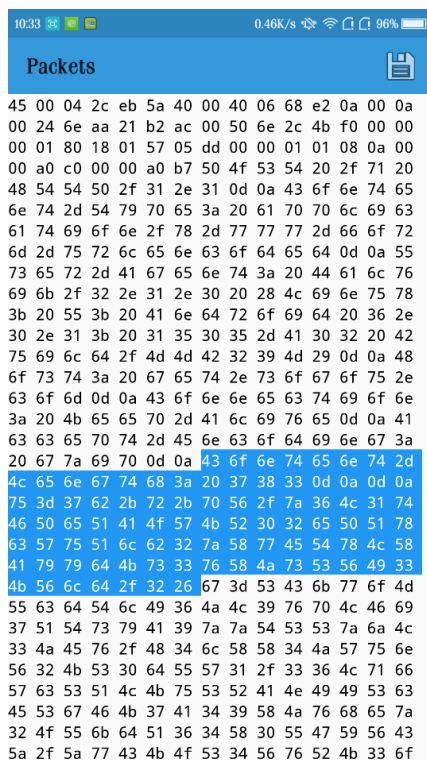 10:33 0.46K/s 96%
Packets
45 00 04 2c eb 5a 40 00 40 06 68 e2 0a 00 0a
00 24 6e aa 21 b2 ac 00 50 6e 2c 4b f0 00 00
00 01 80 18 01 57 05 dd 00 00 01 01 08 0a 00
00 a0 c0 00 00 a0 b7 50 4f 53 54 20 2f 71 20
48 54 54 50 2f 31 2e 31 0d 0a 43 6f 6e 74 65
6e 74 2d 54 79 70 65 3a 20 61 70 70 6c 69 63
61 74 69 6f 6e 2f 78 2d 77 77 77 2d 66 6f 72
6d 2d 75 72 6c 65 6e 63 6f 64 65 64 0d 0a 55
73 65 72 2d 41 67 65 6e 74 3a 20 44 61 6c 76
69 6b 2f 32 2e 31 2e 30 20 28 4c 69 6e 75 78
3b 20 55 3b 20 41 6e 64 72 6f 69 64 20 36 2e
30 2e 31 3b 20 31 35 30 35 2d 41 30 32 20 42
75 69 6c 64 2f 4d 4d 42 32 39 4d 29 0d 0a 48
6f 73 74 3a 20 67 65 74 2e 73 6f 67 6f 75 2e
63 6f 6d 0d 0a 43 6f 6e 6e 65 63 74 69 6f 6e
3a 20 4b 65 65 70 2d 41 6c 69 76 65 0d 0a 41
63 63 65 70 74 2d 45 6e 63 6f 64 69 6e 67 3a
20 67 7a 69 70 0d 0a 43 6f 6e 74 65 6e 74 2d
4c 65 6e 67 74 68 3a 20 37 38 33 0d 0a 0d 0a
75 3d 37 62 2b 72 2b 70 56 2f 7a 36 4c 31 74
46 50 65 51 41 4f 57 4b 52 30 32 65 50 51 78
63 57 75 51 6c 62 32 7a 58 77 45 54 78 4c 58
41 79 79 64 4b 73 33 76 58 4a 73 53 56 49 33
4b 56 6c 64 2f 32 26 67 3d 53 43 6b 77 6f 4d
55 63 64 54 6c 49 36 4a 4c 39 76 70 4c 46 69
37 51 54 73 79 41 39 7a 7a 54 53 53 7a 6a 4c
33 4a 45 76 2f 48 34 6c 58 58 34 4a 57 75 6e
56 32 4b 53 30 64 55 57 31 2f 33 36 4c 71 66
57 63 53 51 4c 4b 75 53 52 41 4e 49 49 53 63
45 53 67 46 4b 37 41 34 39 58 4a 76 68 65 7a
32 4f 55 6b 64 51 36 34 58 30 55 47 59 56 43
5a 2f 5a 77 43 4b 4f 53 34 56 76 52 4b 33 6f